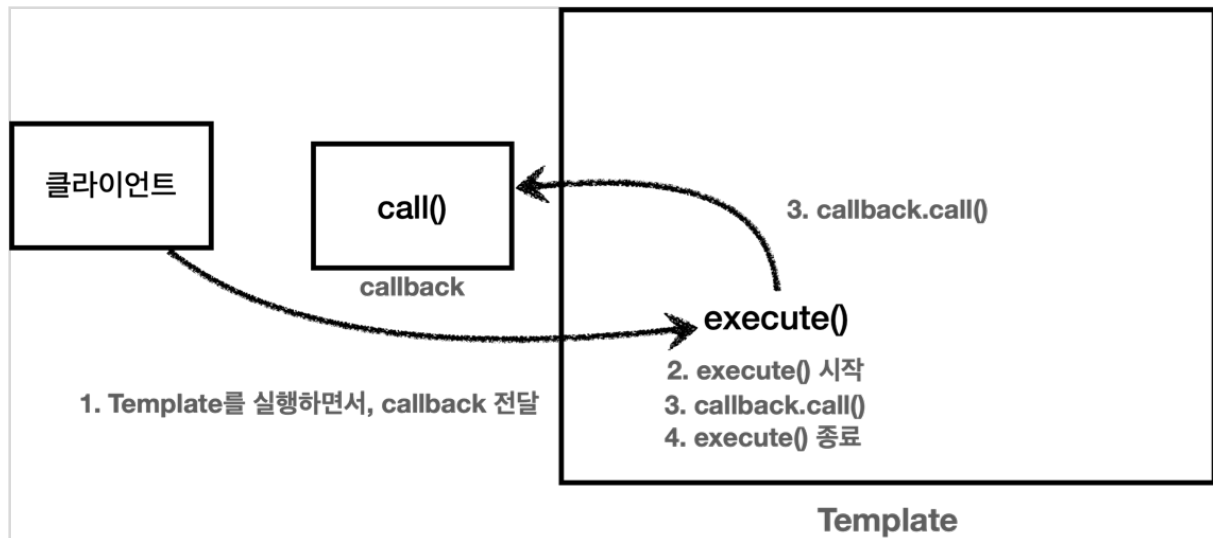 클라이언트
call()
callback
3. callback.call()
execute()
1. Template를 실행하면서, callback 전달
2. execute() 시작
3. callback.call()
4. execute() 종료
Template